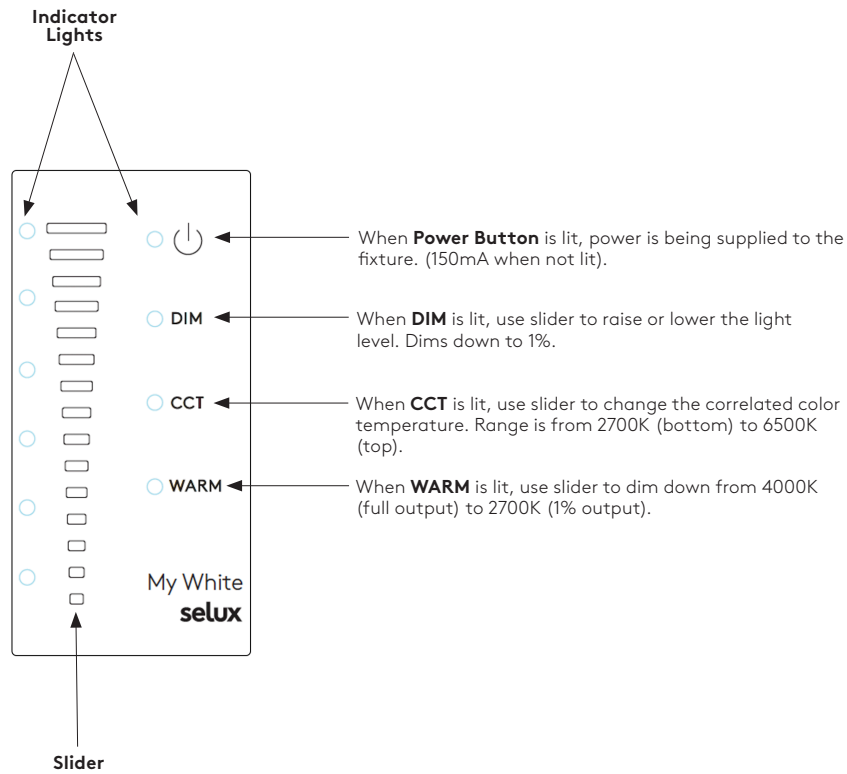 Indicator
Lights
When Power Button is lit, power is being supplied to the
fixture. (150mA when not lit).
DIM
When DIM is lit, use slider to raise or lower the light
level. Dims down to 1%.
CCT
When CCT is lit, use slider to change the correlated color
temperature. Range is from 2700K (bottom) to 6500K
(top).
WARM
When WARM is lit, use slider to dim down from 4000K
(full output) to 2700K (1% output).
My White
selux
Slider